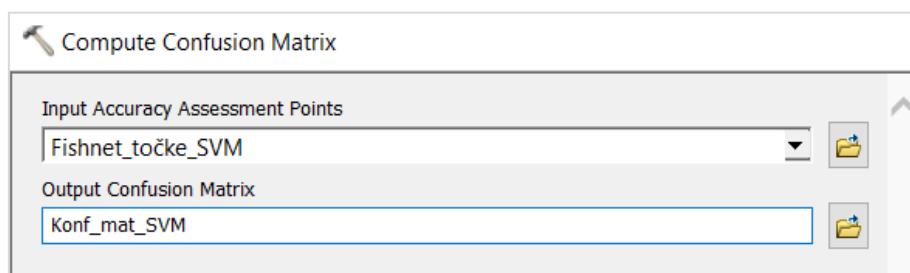 Compute Confusion Matrix
Input Accuracy Assessment Points
Fishnet_točke_SVM
Output Confusion Matrix
Konf_mat_SVM